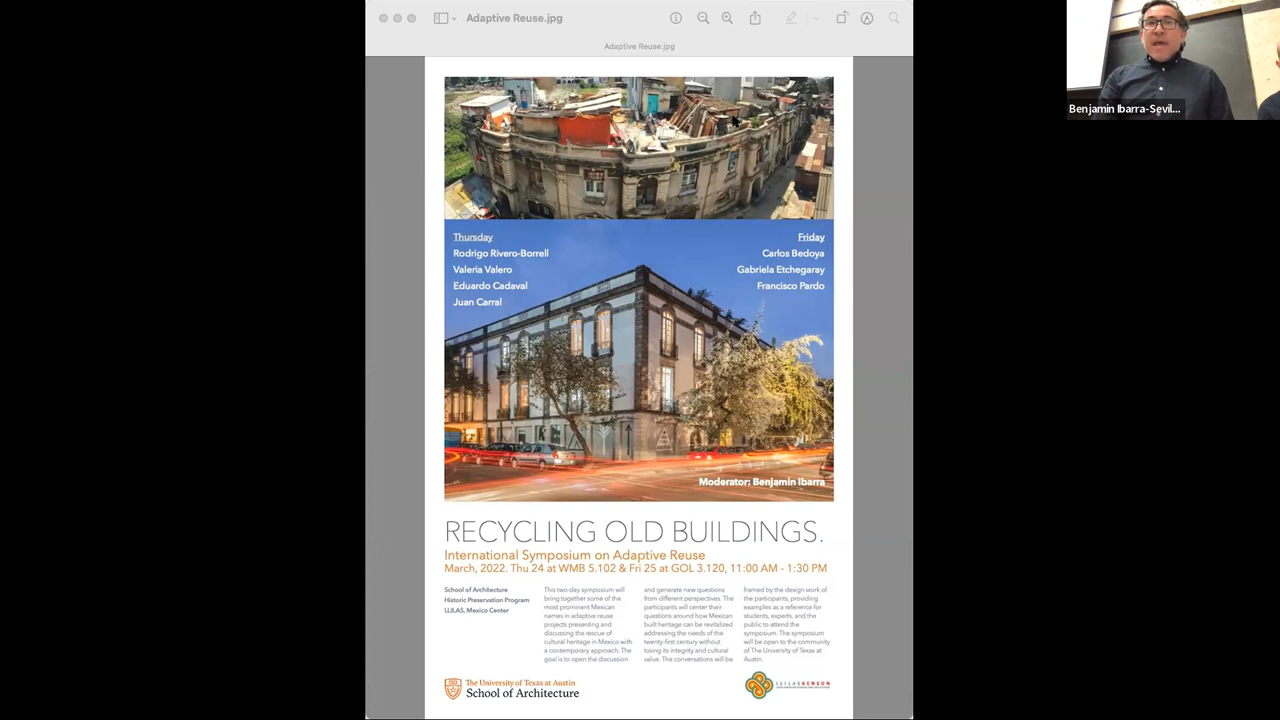 Adaptive Reuse.jpg
Adaptive Reuse.jpg
Benjamin Ibarra-Sevil...
Thursday
Rodrigo Rivero-Borrell
Valeria Valero
Eduardo Cadaval
Juan Carral
Friday
Carlos Bedoya
Gabriela Etchegaray
Francisco Pardo
Moderator: Benjamin Ibarra
RECYCLING OLD BUILDINGS.
International Symposium on Adaptive Reuse
March, 2022. Thu 24 at WMB 5.102 & Fri 25 at GOL 3.120, 11:00 AM - 1:30 PM
School of Architecture
Historic Preservation Program
LLILAS, Mexico Center
This two-day symposium will
bring together some of the
most prominent Mexican
names in adaptive reuse
projects presenting and
discussing the rescue of
cultural heritage in Mexico with
a contemporary approach. The
goal is to open the discussion
and generate new questions
from different perspectives. The
participants will center their
questions around how Mexican
built heritage can be revitalized
addressing the needs of the
twenty-first century without
losing its integrity and cultural
value. The conversations will be
framed by the design work of
the participants, providing
examples as a reference for
students, experts, and the
public to attend the
symposium. The symposium
will be open to the community
of The University of Texas at
Austin.
The University of Texas at Austin
School of Architecture
LLILAS BENSON